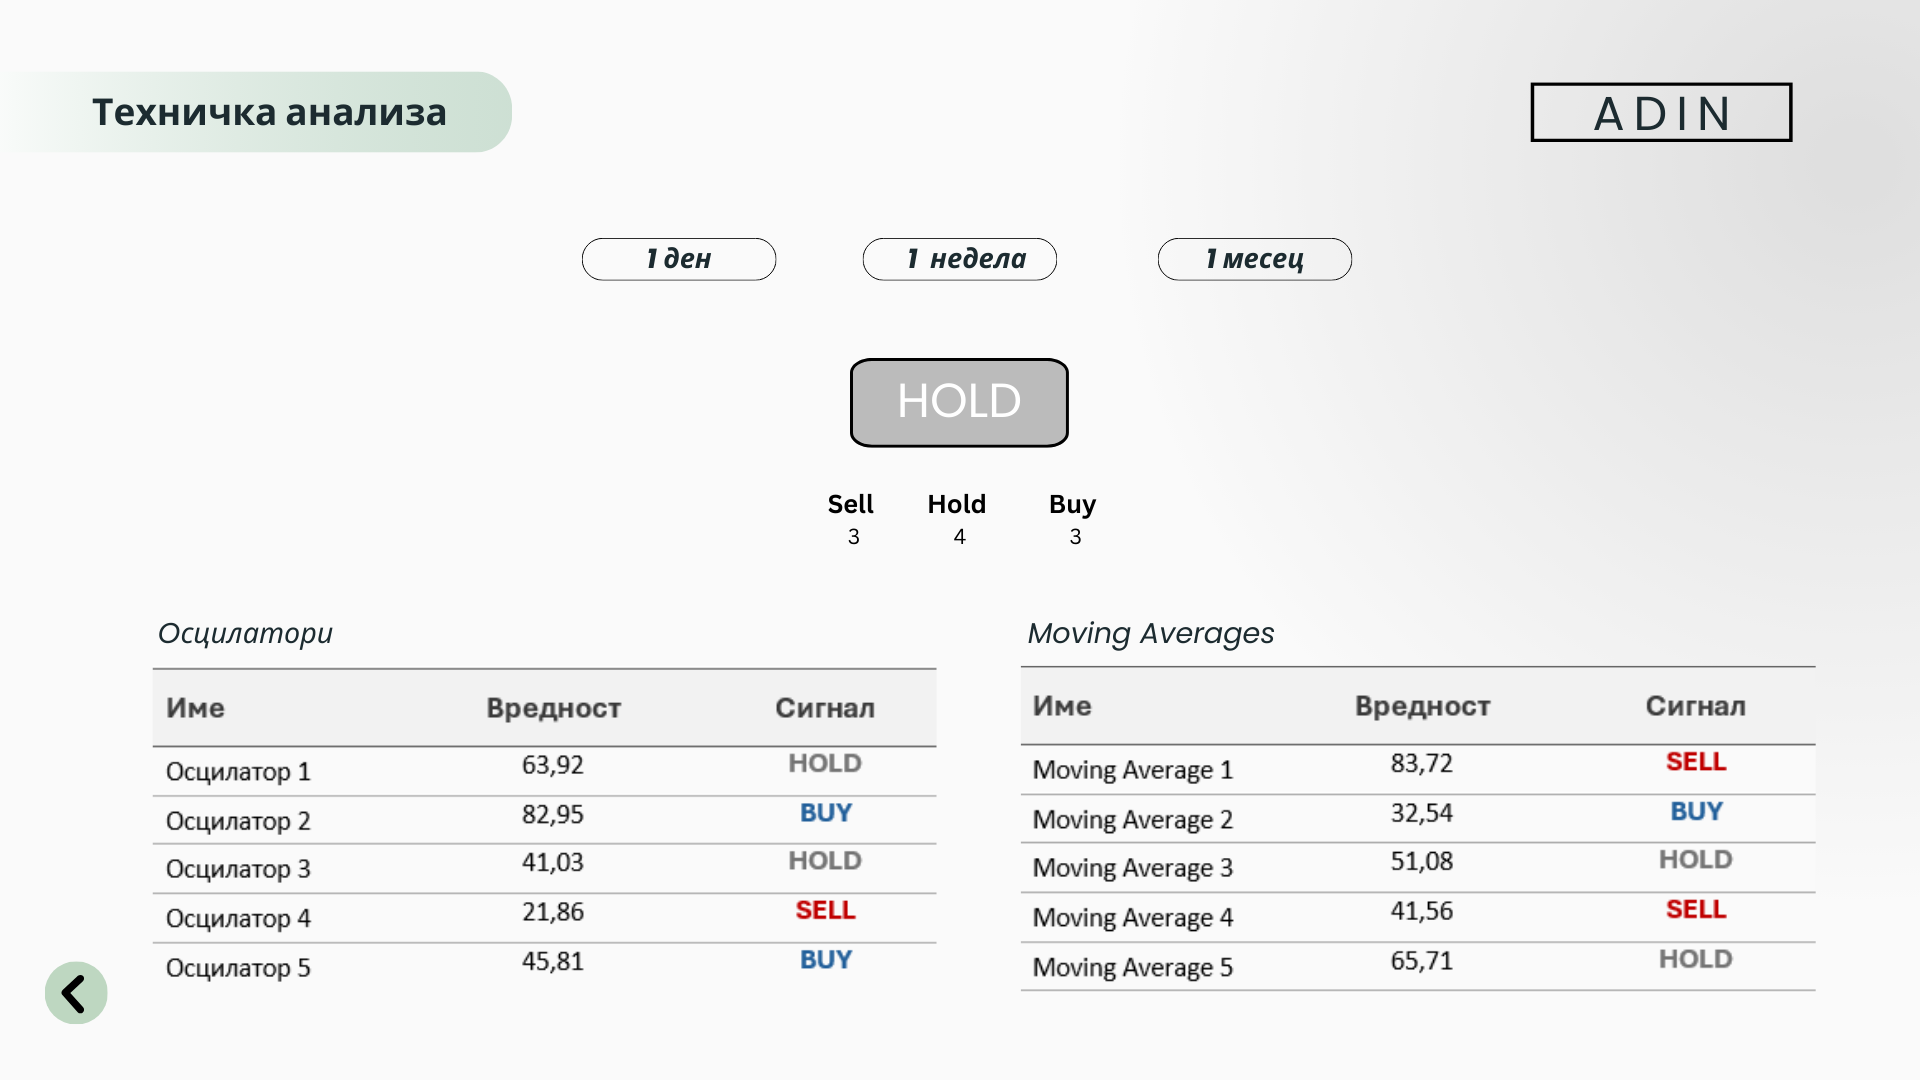 Техничка анализа
ADIN
1 ден
1 недела
1 месец
HOLD
Sell Hold Buy
3 4 3
Осцилатори
Име Вредност Сигнал
Осцилатор 1 63,92 HOLD
Осцилатор 2 82,95 BUY
Осцилатор 3 41,03 HOLD
Осцилатор 4 21,86 SELL
Осцилатор 5 45,81 BUY
Moving Averages
Име Вредност Сигнал
Moving Average 1 83,72 SELL
Moving Average 2 32,54 BUY
Moving Average 3 51,08 HOLD
Moving Average 4 41,56 SELL
Moving Average 5 65,71 HOLD